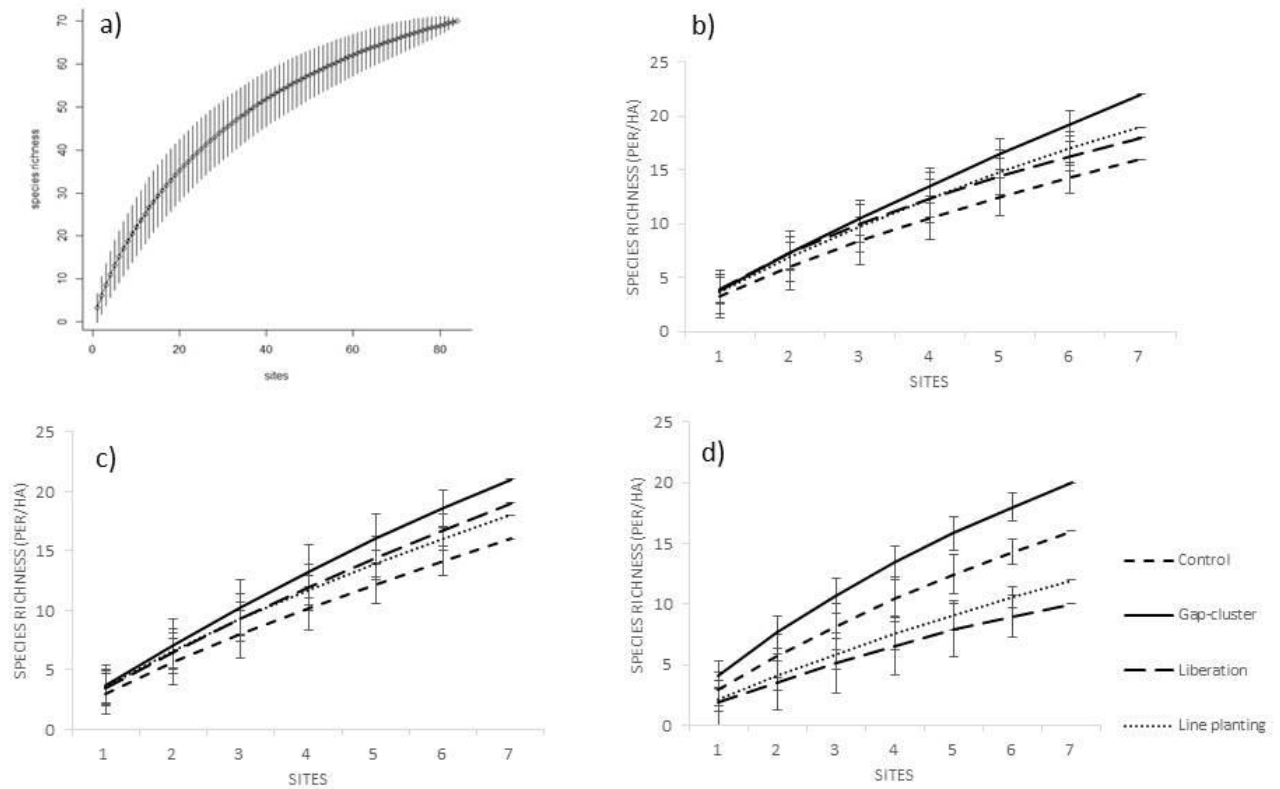 a)
70
60
50
40
30
20
10
0
species richness
0 20 40 60 80
sites
b)
25
20
15
10
5
0
SPECIES RICHNESS (PER/HA)
1 2 3 4 5 6 7
SITES
c)
25
20
15
10
5
0
SPECIES RICHNESS (PER/HA)
1 2 3 4 5 6 7
SITES
d)
25
20
15
10
5
0
SPECIES RICHNESS (PER/HA)
1 2 3 4 5 6 7
SITES
Control
Gap-cluster
Liberation
Line planting